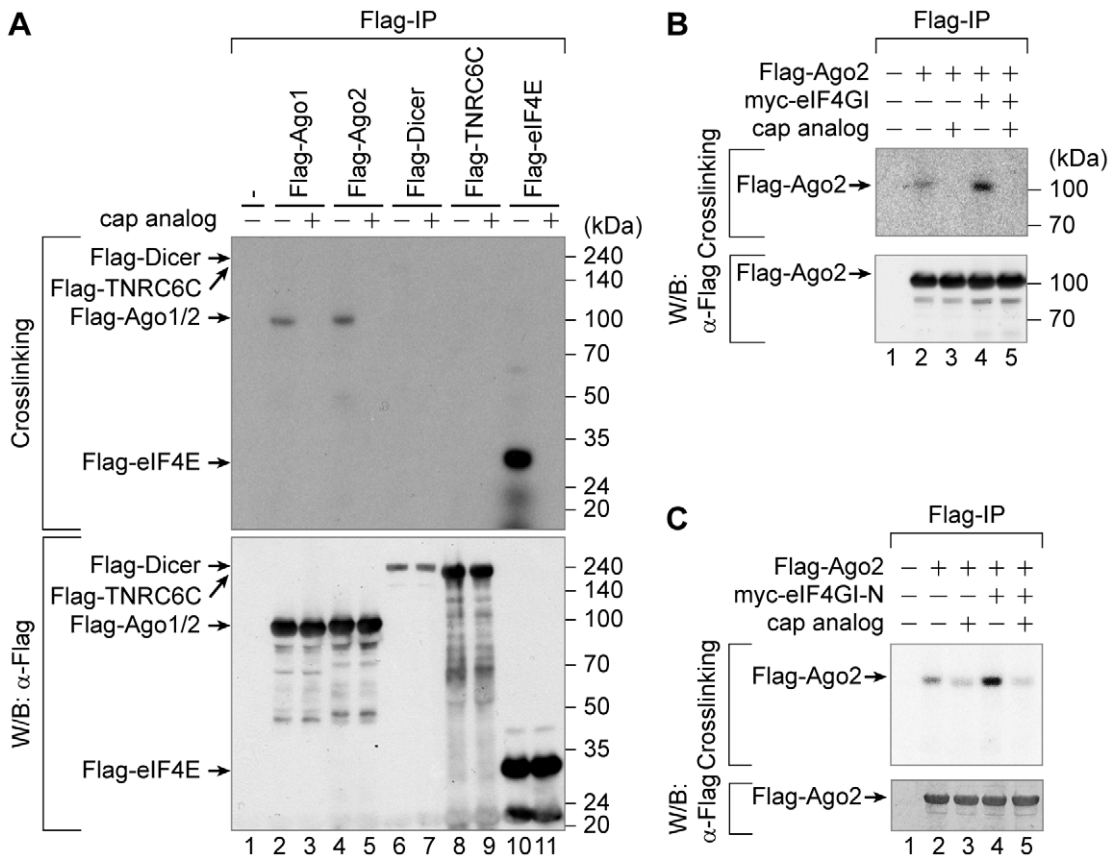 A
Flag-IP
- Flag-Ago1 Flag-Ago2 Flag-Dicer Flag-TNRC6C Flag-eIF4E
cap analog − − + − + − + − + − + (kDa)
Crosslinking
Flag-Dicer
Flag-TNRC6C
Flag-Ago1/2
Flag-eIF4E
240
140
100
70
50
35
24
20
W/B: α-Flag
Flag-Dicer
Flag-TNRC6C
Flag-Ago1/2
Flag-eIF4E
240
140
100
70
50
35
24
20
1 2 3 4 5 6 7 8 9 10 11
B
Flag-IP
Flag-Ago2 − + + + +
myc-eIF4GI − − − + +
cap analog − − + − +
(kDa)
Crosslinking
Flag-Ago2
100
70
W/B:
α-Flag
Flag-Ago2
100
70
1 2 3 4 5
C
Flag-IP
Flag-Ago2 − + + + +
myc-eIF4GI-N − − − + +
cap analog − − + − +
Crosslinking
Flag-Ago2
W/B:
α-Flag
Flag-Ago2
1 2 3 4 5